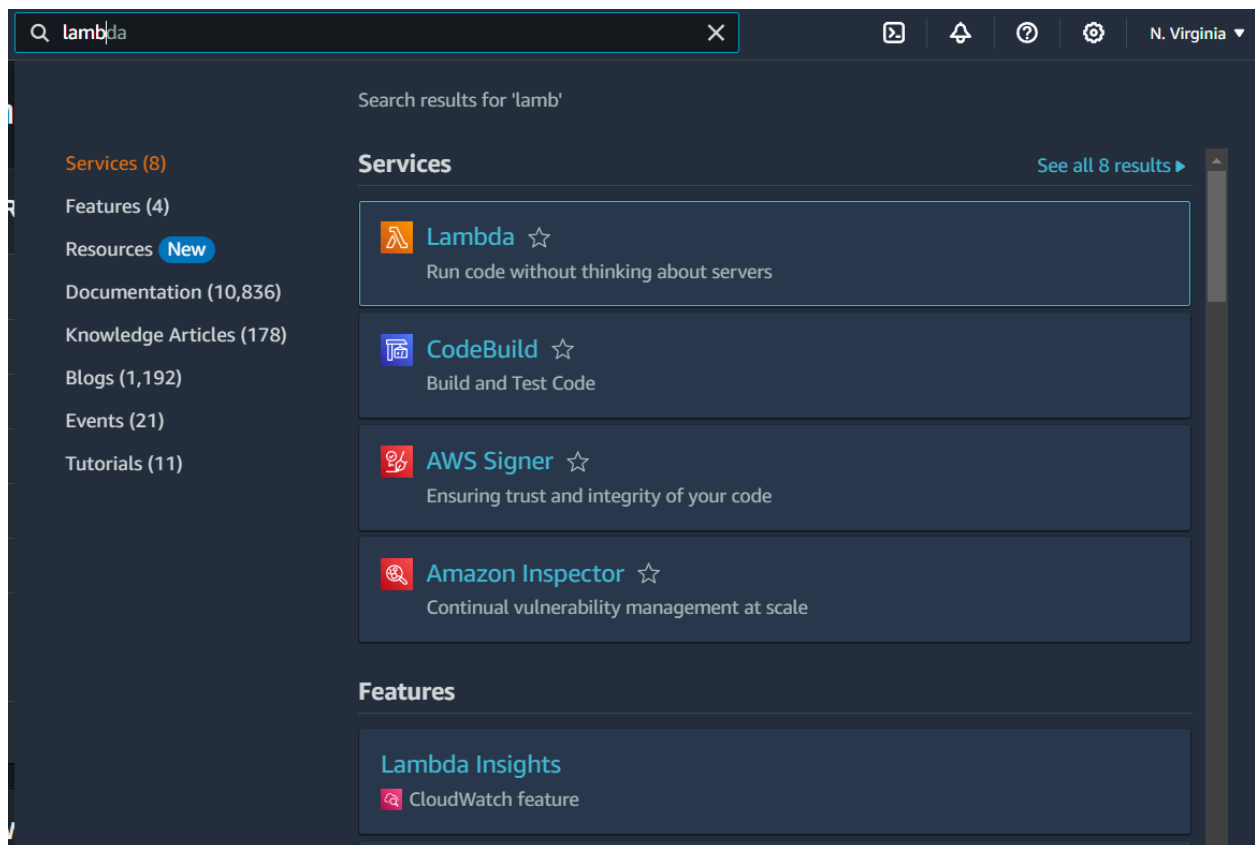 lambda
N. Virginia
Search results for 'lamb'
Services (8)
Features (4)
Resources New
Documentation (10,836)
Knowledge Articles (178)
Blogs (1,192)
Events (21)
Tutorials (11)
Services
See all 8 results
Lambda
Run code without thinking about servers
CodeBuild
Build and Test Code
AWS Signer
Ensuring trust and integrity of your code
Amazon Inspector
Continual vulnerability management at scale
Features
Lambda Insights
CloudWatch feature